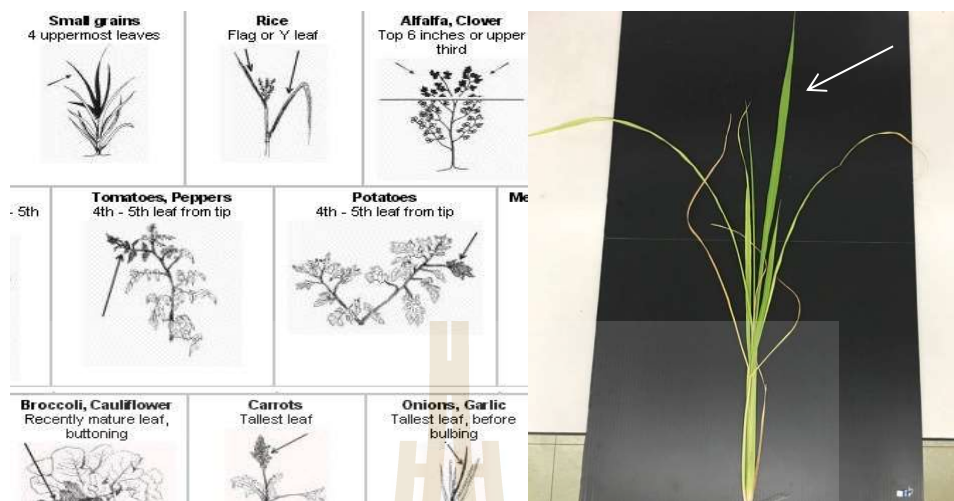 Small grains
4 uppermost leaves
Rice
Flag or Y leaf
Alfalfa, Clover
Top 6 inches or upper
third
- 5th
Tomatoes, Peppers
4th - 5th leaf from tip
Potatoes
4th - 5th leaf from tip
Me
Broccoli, Cauliflower
Recently mature leaf,
buttoning
Carrots
Tallest leaf
Onions, Garlic
Tallest leaf, before
bulbing